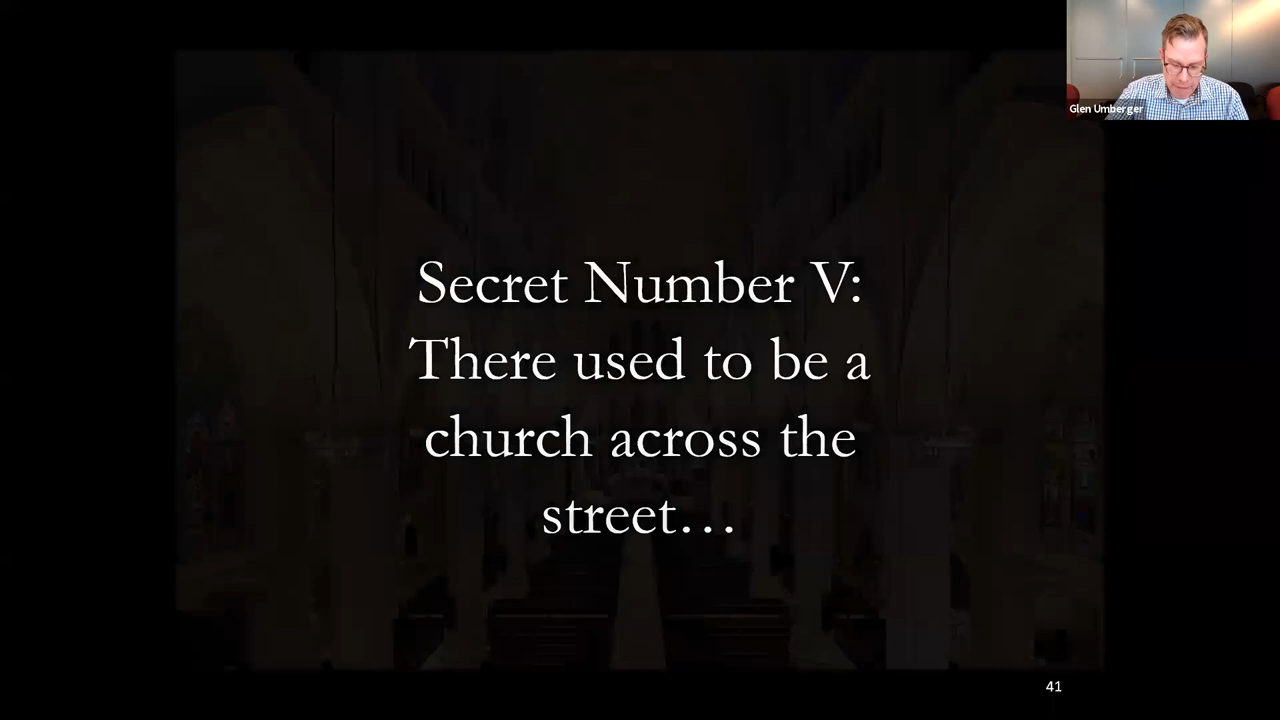 Glen Umberger
Secret Number V:
There used to be a
church across the
street…
41